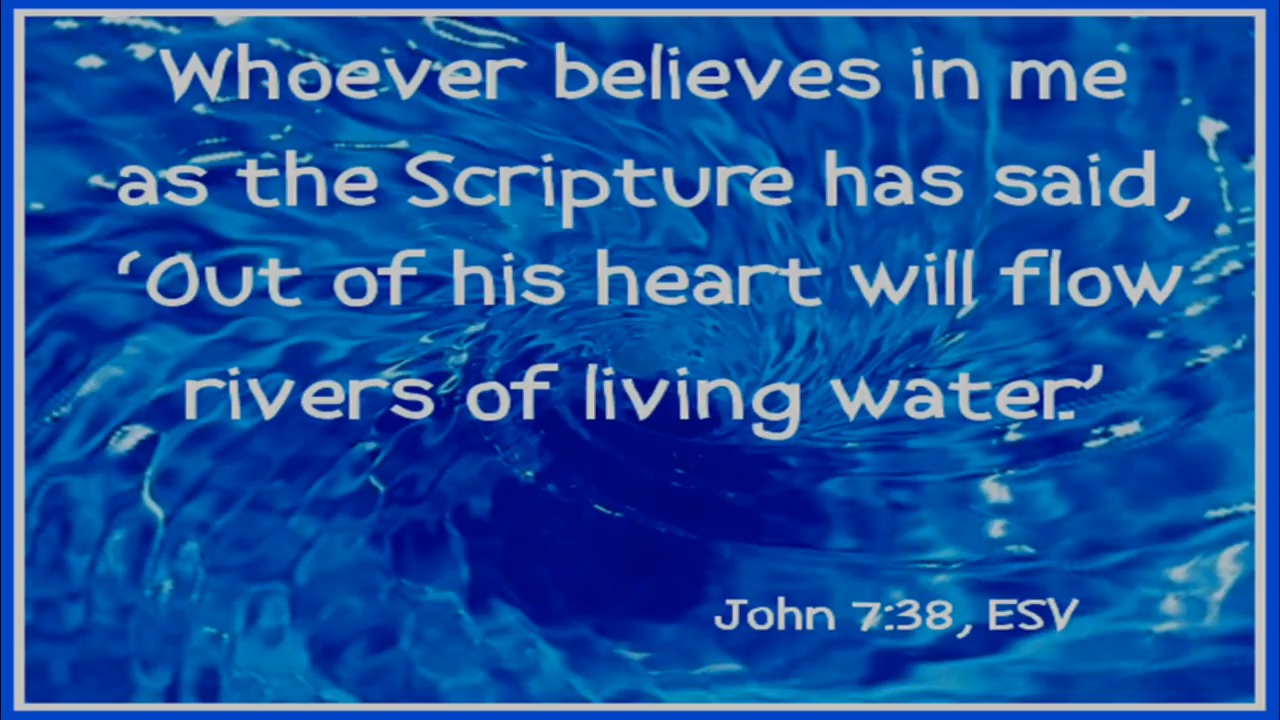 Whoever believes in me
as the Scripture has said,
‘Out of his heart will flow
rivers of living water.’
John 7:38, ESV